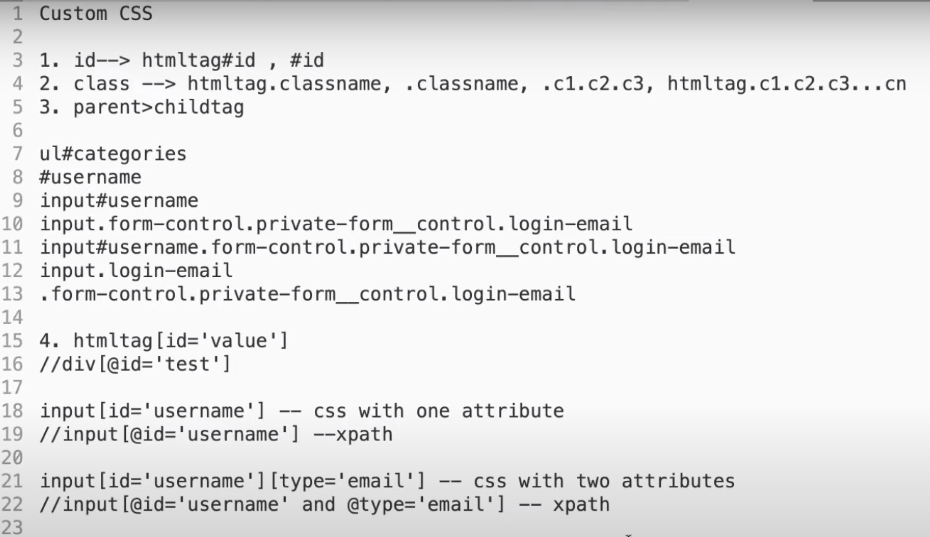 1 Custom CSS
2
3 1. id--> htmltag#id , #id
4 2. class --> htmltag.classname, .classname, .c1.c2.c3, htmltag.c1.c2.c3...cn
5 3. parent>childtag
6
7 ul#categories
8 #username
9 input#username
10 input.form-control.private-form__control.login-email
11 input#username.form-control.private-form__control.login-email
12 input.login-email
13 .form-control.private-form__control.login-email
14
15 4. htmltag[id='value']
16 //div[@id='test']
17
18 input[id='username'] -- css with one attribute
19 //input[@id='username'] --xpath
20
21 input[id='username'][type='email'] -- css with two attributes
22 //input[@id='username' and @type='email'] -- xpath
23